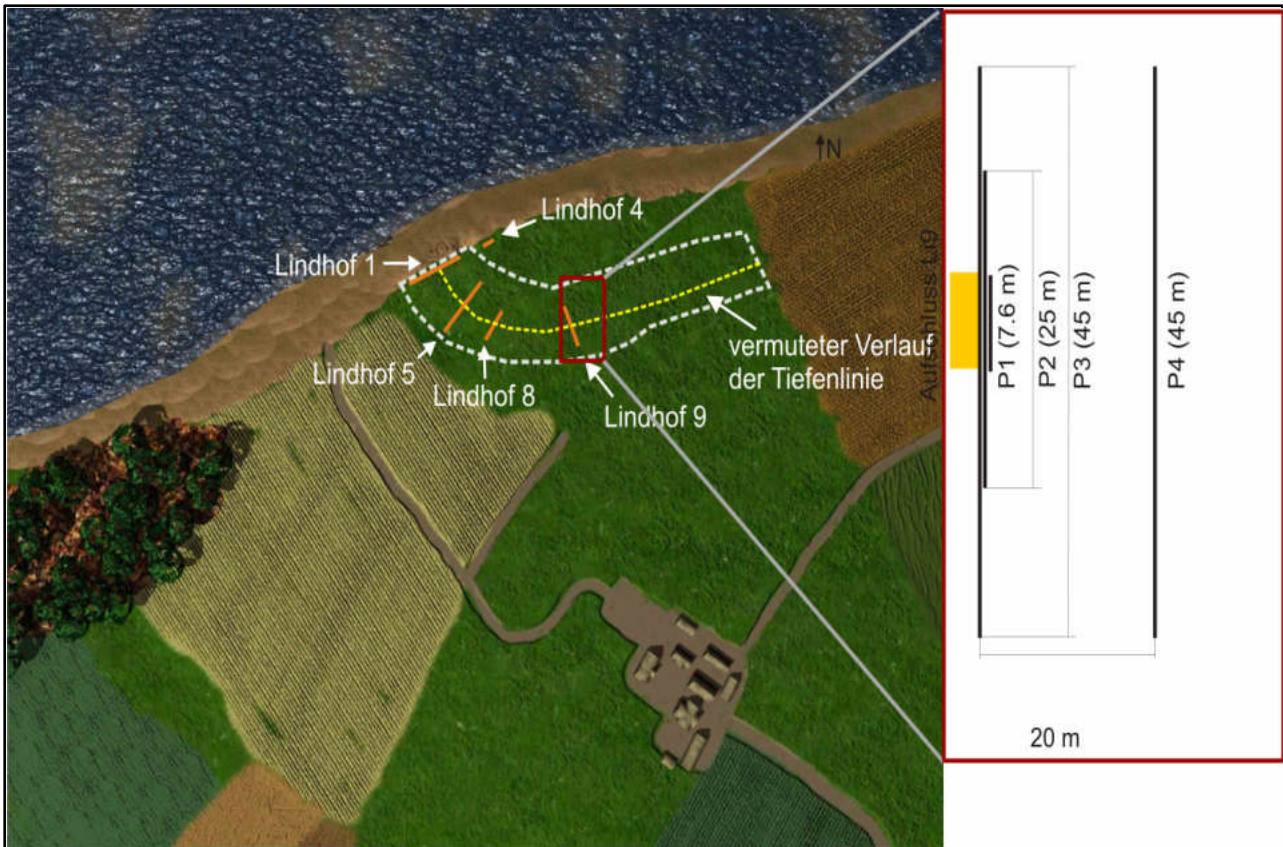 N
Lindhof 4
Lindhof 1
Lindhof 5
Lindhof 8
Lindhof 9
vermuteter Verlauf
der Tiefenlinie
Aufschluss Li9
P1 (7.6 m)
P2 (25 m)
P3 (45 m)
P4 (45 m)
20 m